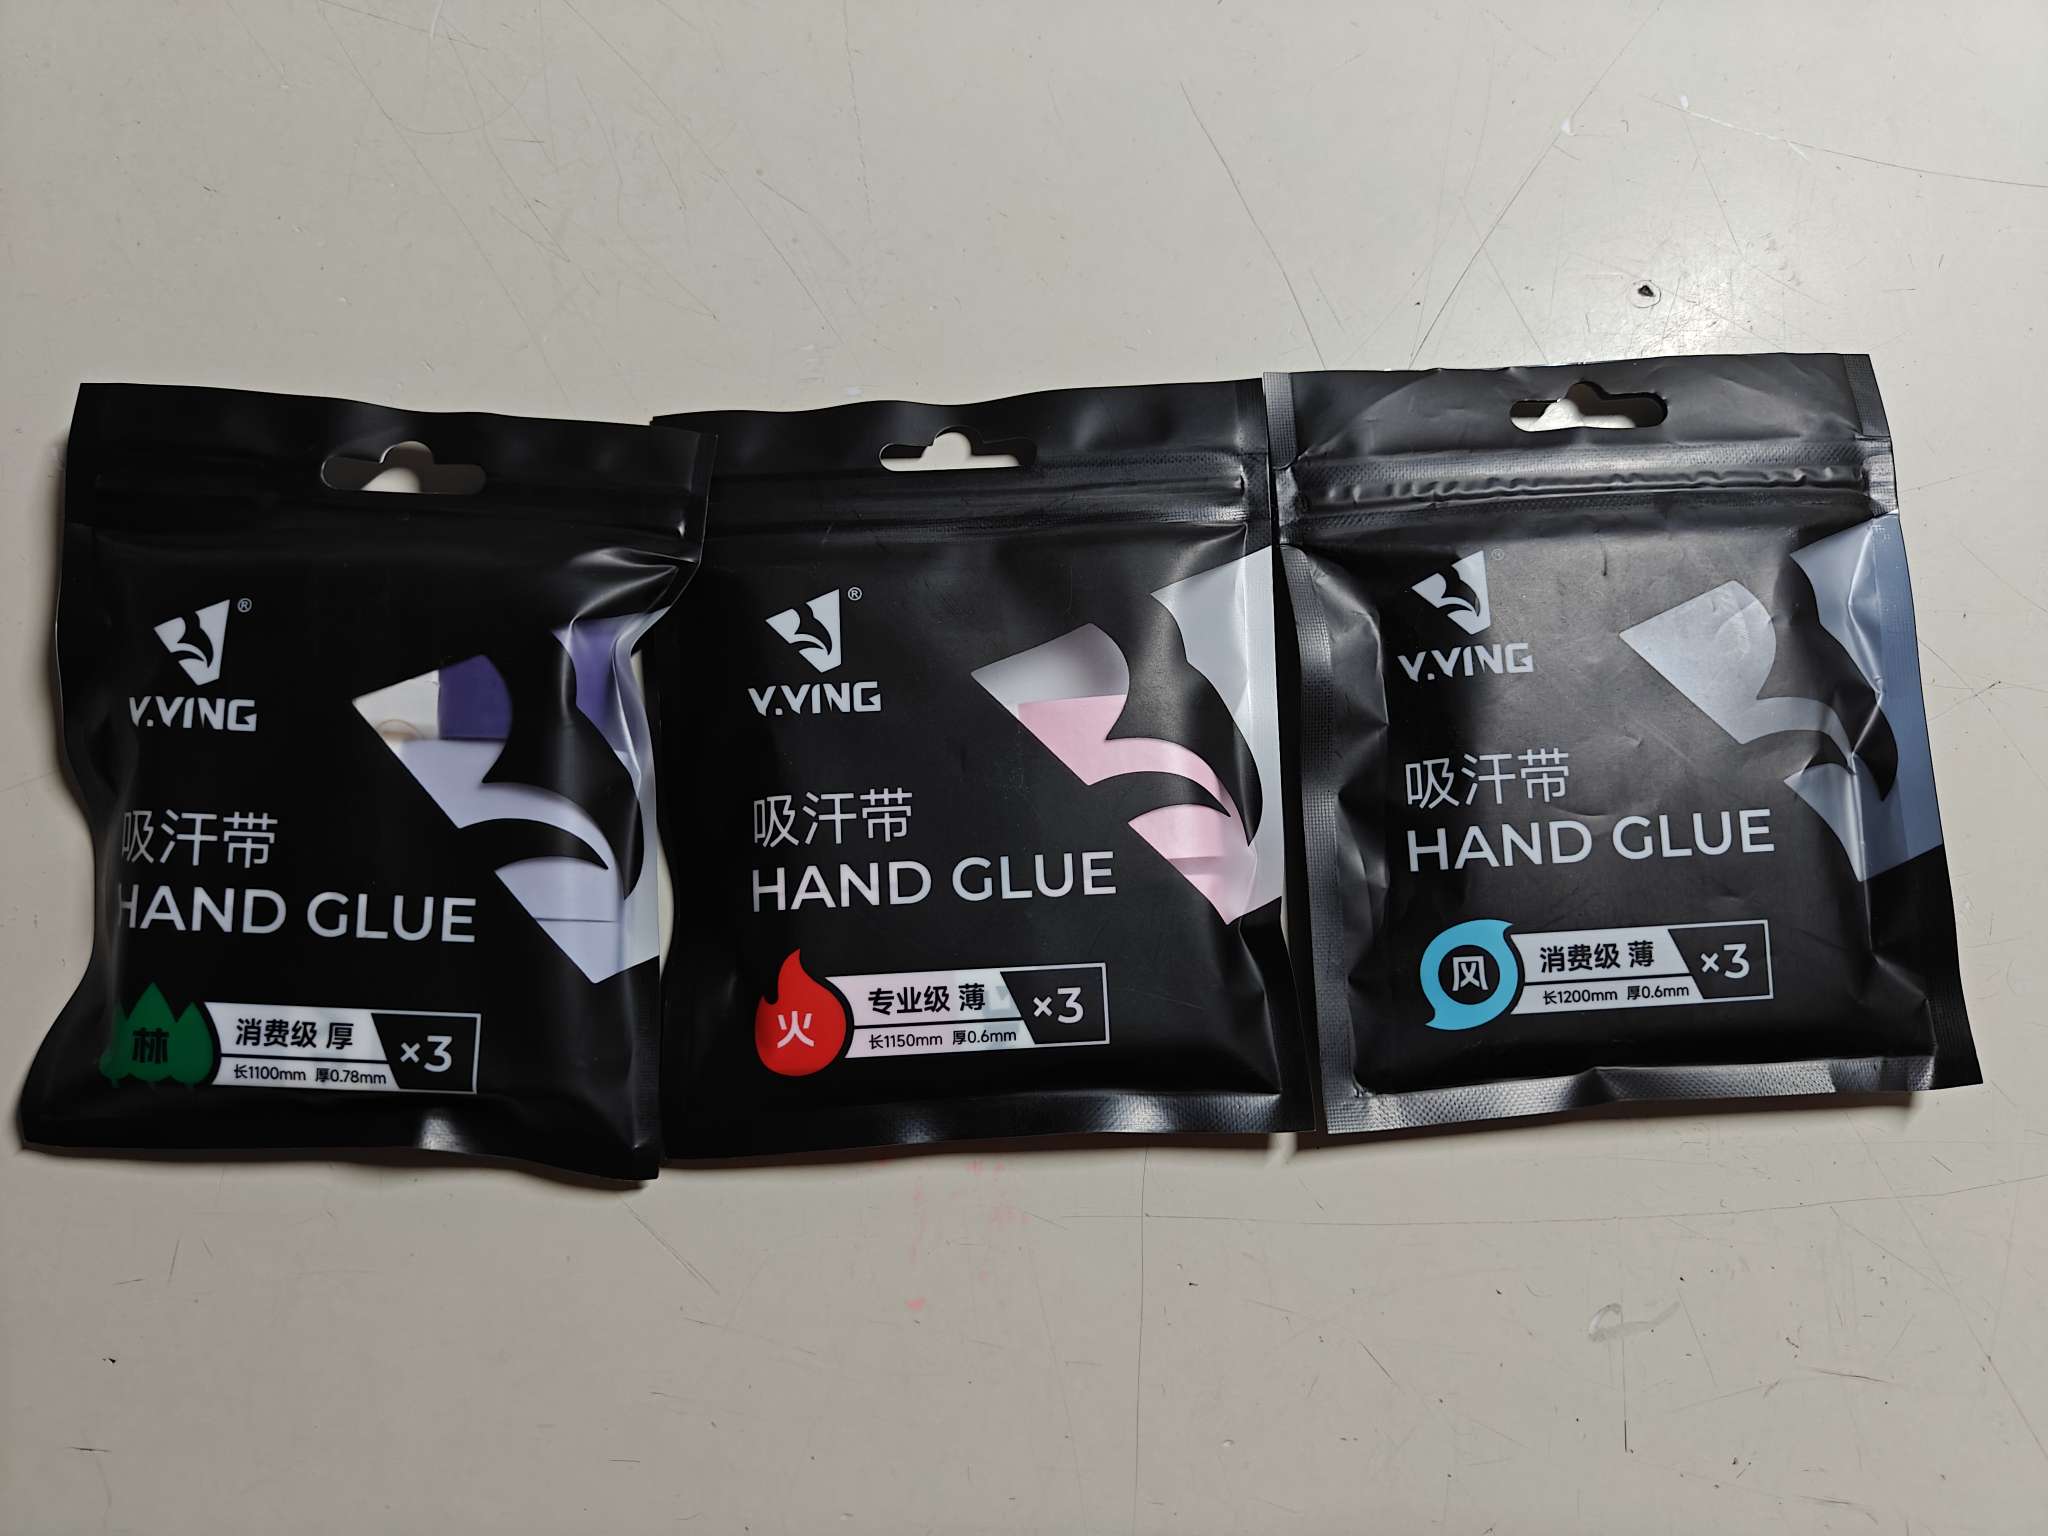 V.VING®
吸汗带
HAND GLUE
林
消费级 厚
长1100mm 厚0.78mm
×3
V.VING®
吸汗带
HAND GLUE
火
专业级 薄
长1150mm 厚0.6mm
×3
V.VING®
吸汗带
HAND GLUE
风
消费级 薄
长1200mm 厚0.6mm
×3